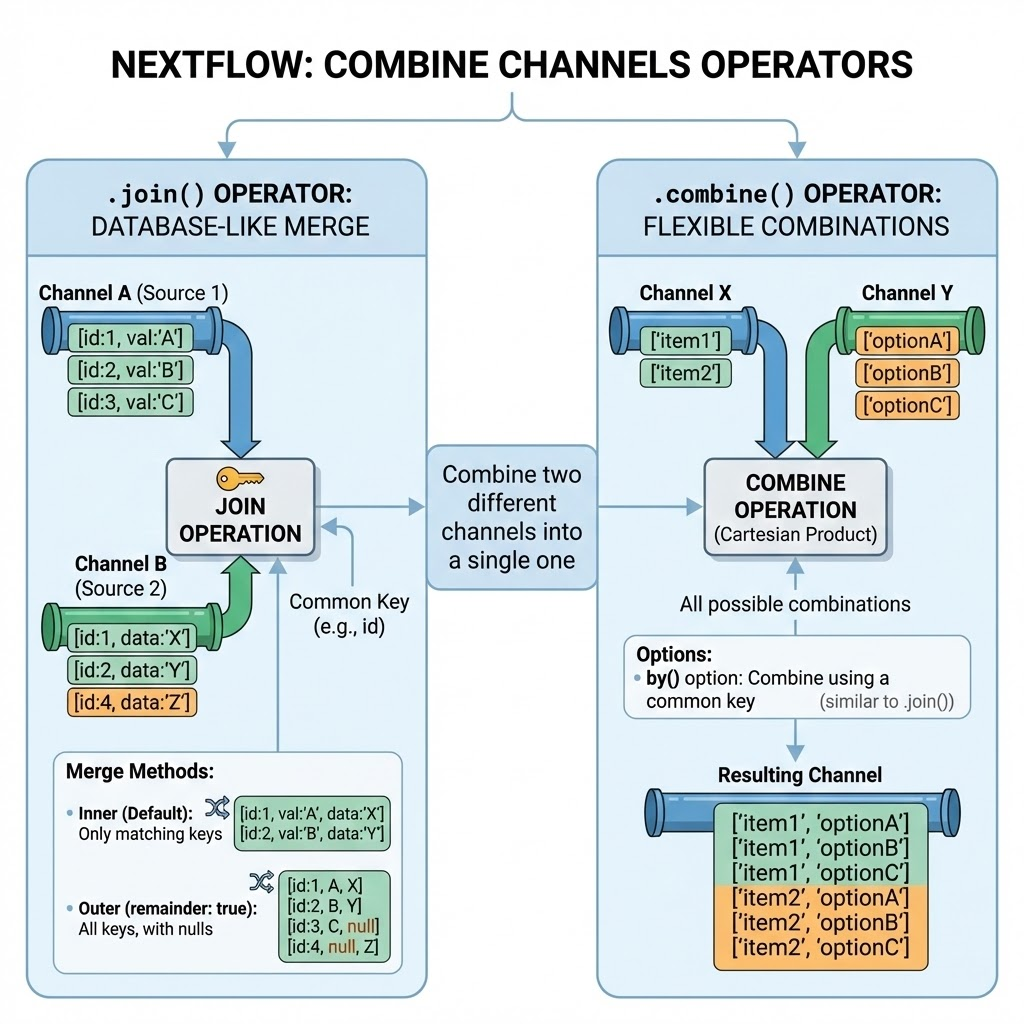 NEXTFLOW: COMBINE CHANNELS OPERATORS
.join() OPERATOR:
DATABASE-LIKE MERGE
Channel A (Source 1)
[id:1, val:'A']
[id:2, val:'B']
[id:3, val:'C']
JOIN
OPERATION
Channel B
(Source 2)
[id:1, data:'X']
[id:2, data:'Y']
[id:4, data:'Z']
Common Key
(e.g., id)
Merge Methods:
• Inner (Default):
Only matching keys
[id:1, val:'A', data:'X']
[id:2, val:'B', data:'Y']
• Outer (remainder: true):
All keys, with nulls
[id:1, A, X]
[id:2, B, Y]
[id:3, C, null]
[id:4, null, Z]
Combine two
different
channels into
a single one
.combine() OPERATOR:
FLEXIBLE COMBINATIONS
Channel X
['item1']
['item2']
Channel Y
['optionA']
['optionB']
['optionC']
COMBINE
OPERATION
(Cartesian Product)
All possible combinations
Options:
• by() option: Combine using a
common key (similar to .join())
Resulting Channel
['item1', 'optionA']
['item1', 'optionB']
['item1', 'optionC']
['item2', 'optionA']
['item2', 'optionB']
['item2', 'optionC']